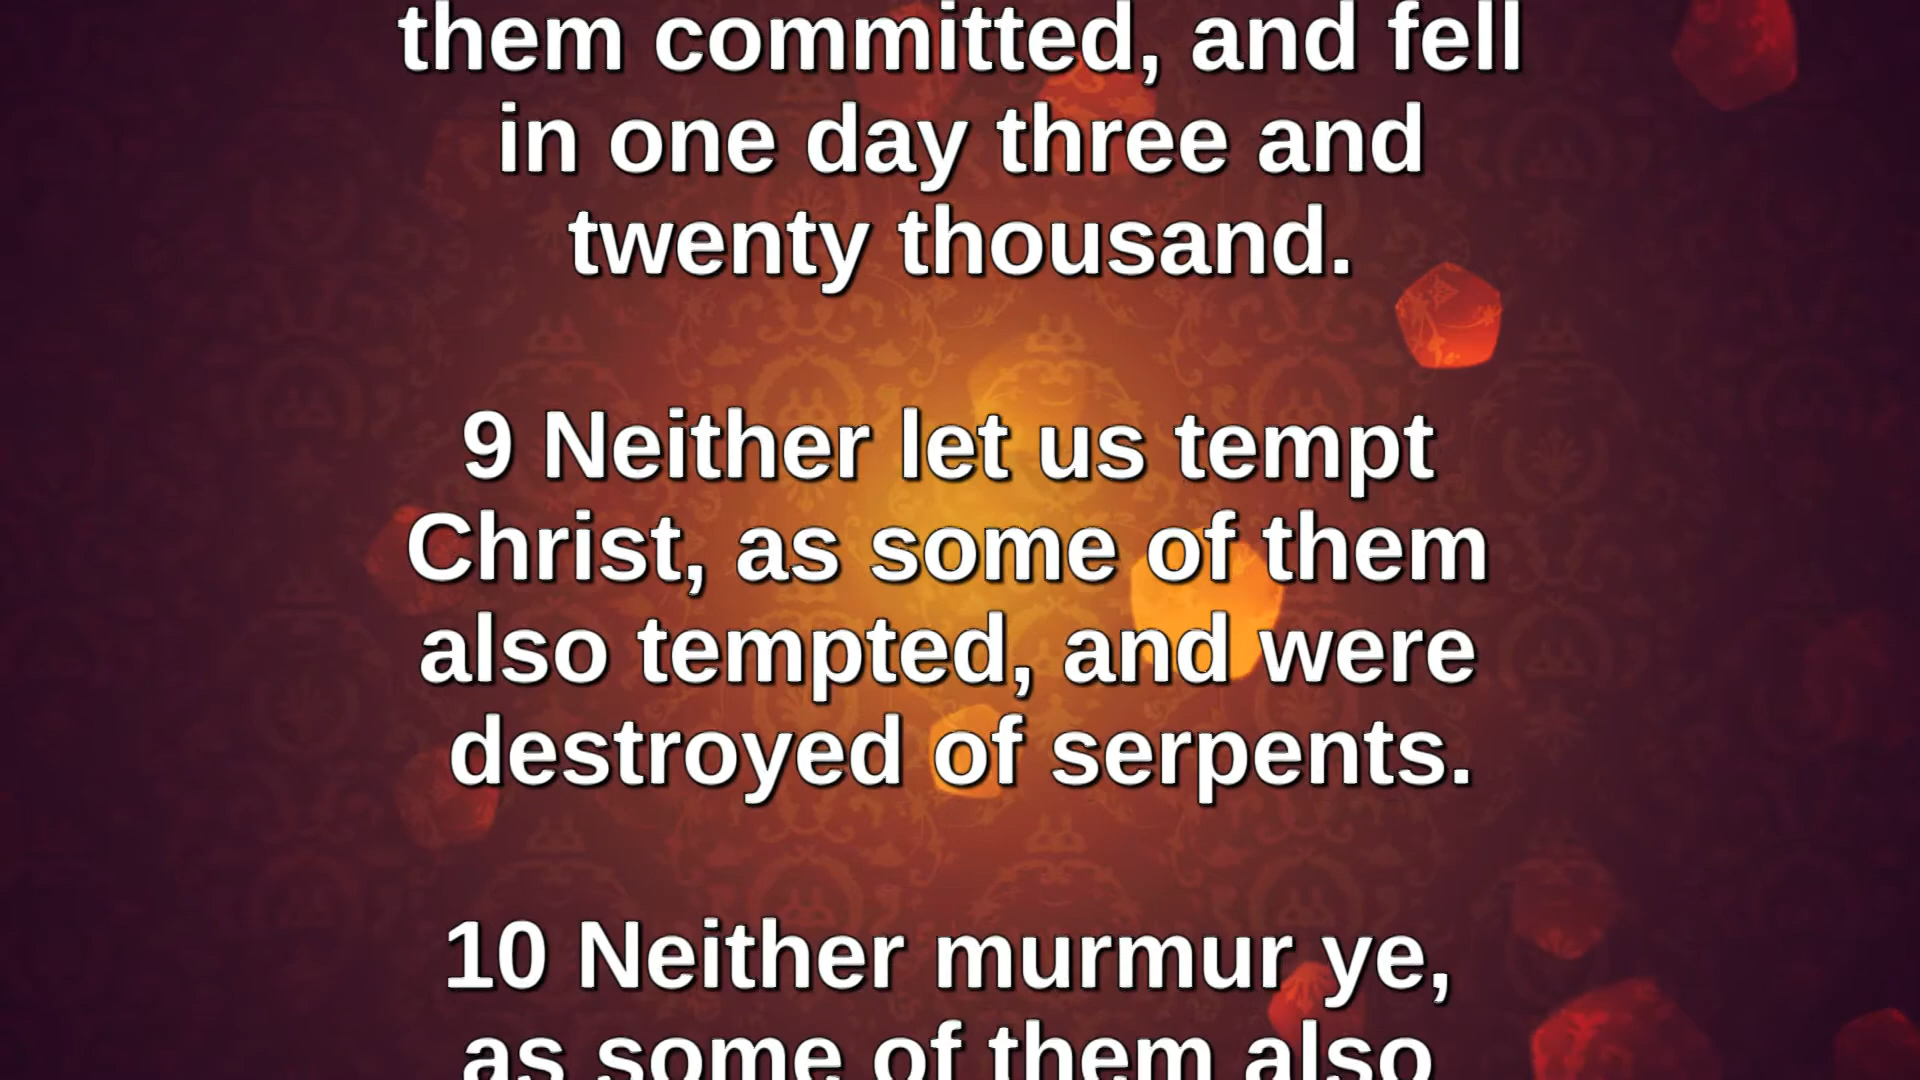 them committed, and fell
in one day three and
twenty thousand.
9 Neither let us tempt
Christ, as some of them
also tempted, and were
destroyed of serpents.
10 Neither murmur ye,
as some of them also